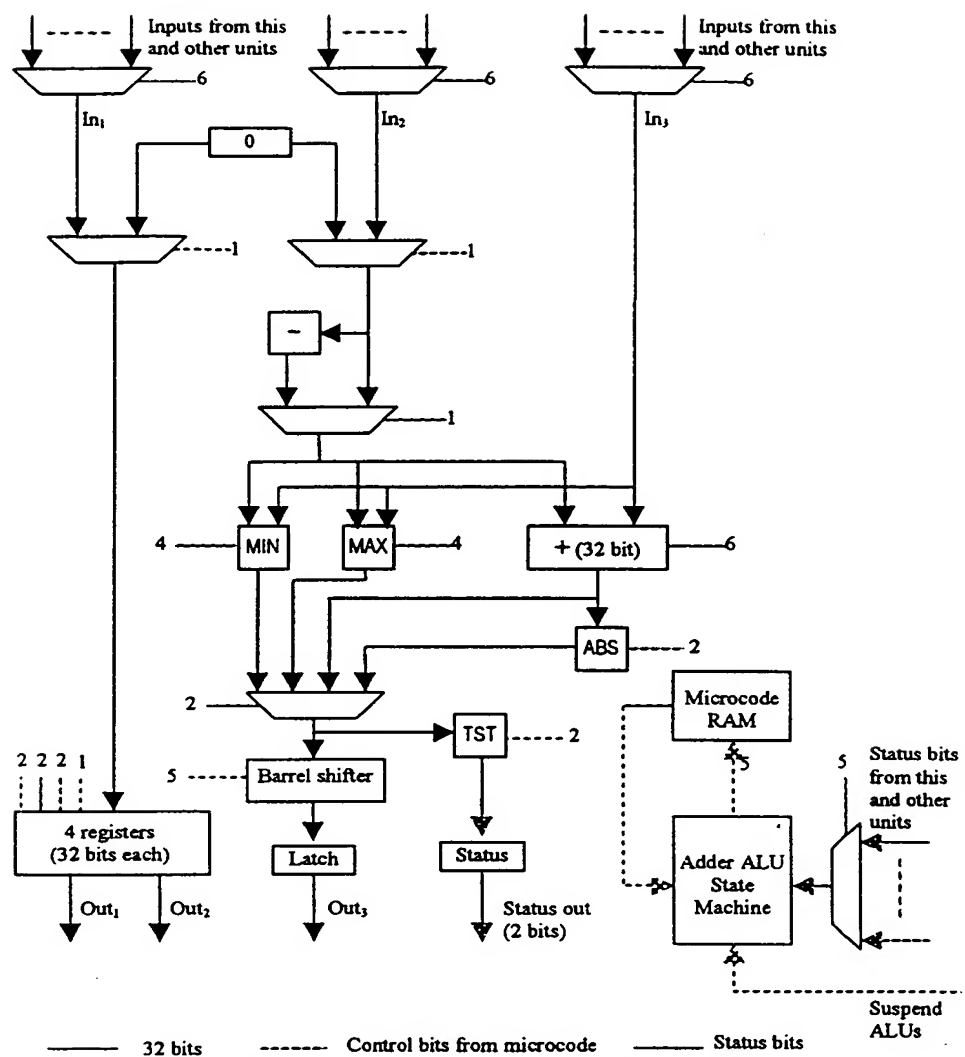 Inputs from this
and other units
Inputs from this
and other units
6
6
6
In₁
In₂
In₃
0
1
1
−
1
4
MIN
MAX
4
+ (32 bit)
6
ABS
2
2
TST
2
Microcode
RAM
5
2 2 2 1
5
Barrel shifter
5
Status bits
from this
and other
units
4 registers
(32 bits each)
Latch
Status
Adder ALU
State
Machine
Out₁
Out₂
Out₃
Status out
(2 bits)
Suspend
ALUs
32 bits
Control bits from microcode
Status bits